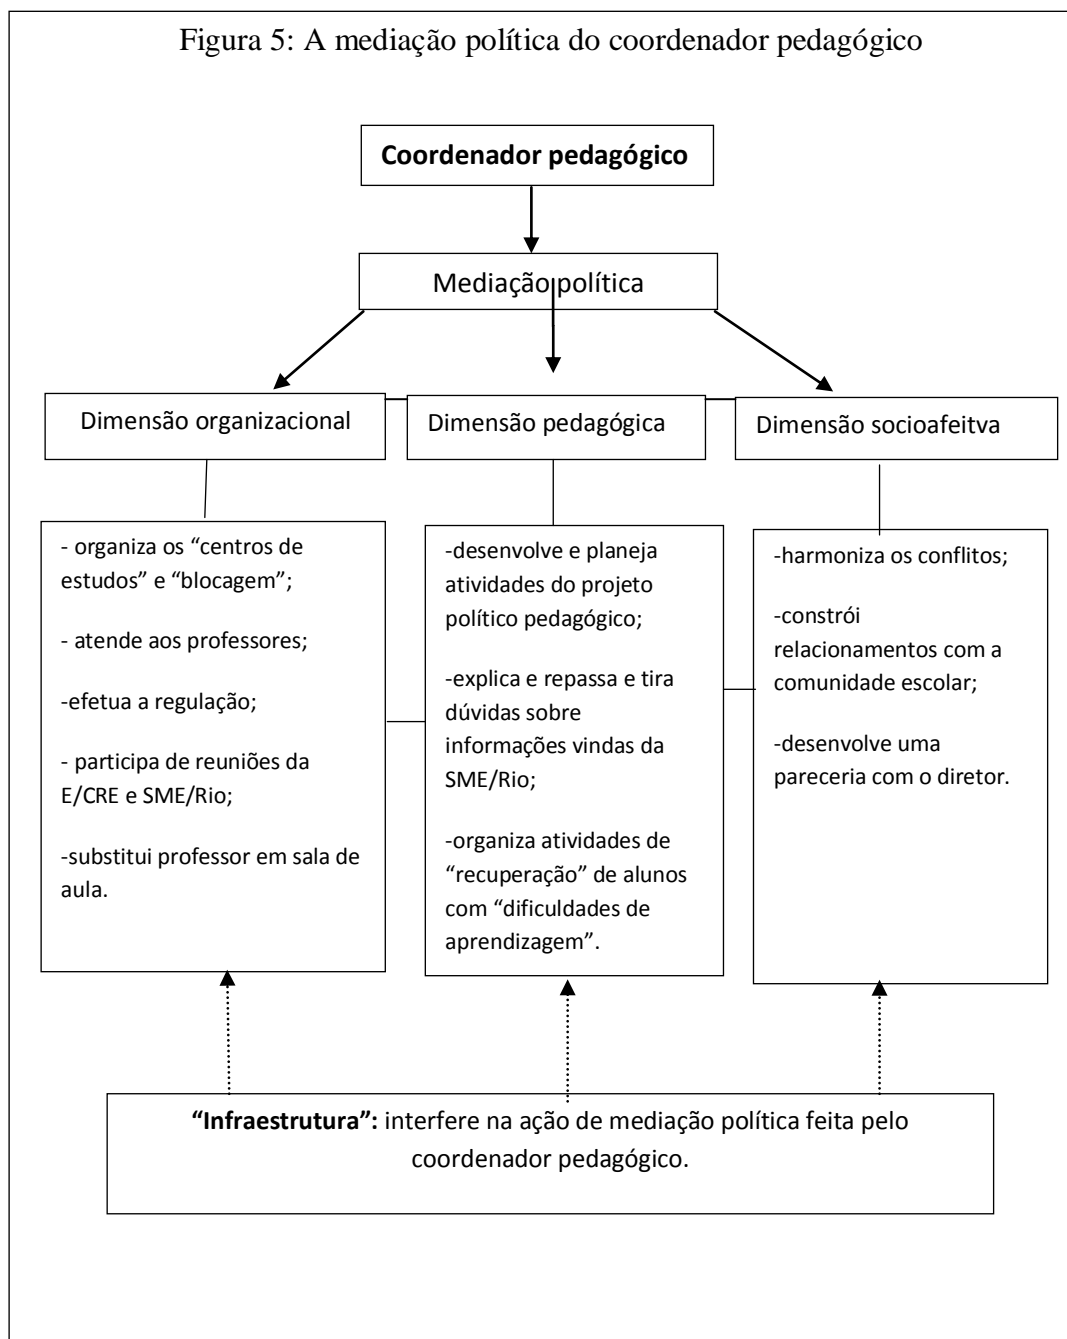 Figura 5: A mediação política do coordenador pedagógico
Coordenador pedagógico
Mediação política
Dimensão organizacional
Dimensão pedagógica
Dimensão socioafeitva
- organiza os “centros de
estudos” e “blocagem”;
- atende aos professores;
-efetua a regulação;
- participa de reuniões da
E/CRE e SME/Rio;
-substitui professor em sala de
aula.
-desenvolve e planeja
atividades do projeto
político pedagógico;
-explica e repassa e tira
dúvidas sobre
informações vindas da
SME/Rio;
-organiza atividades de
“recuperação” de alunos
com “dificuldades de
aprendizagem”.
-harmoniza os conflitos;
-constrói
relacionamentos com a
comunidade escolar;
-desenvolve uma
pareceria com o diretor.
“Infraestrutura”: interfere na ação de mediação política feita pelo
coordenador pedagógico.